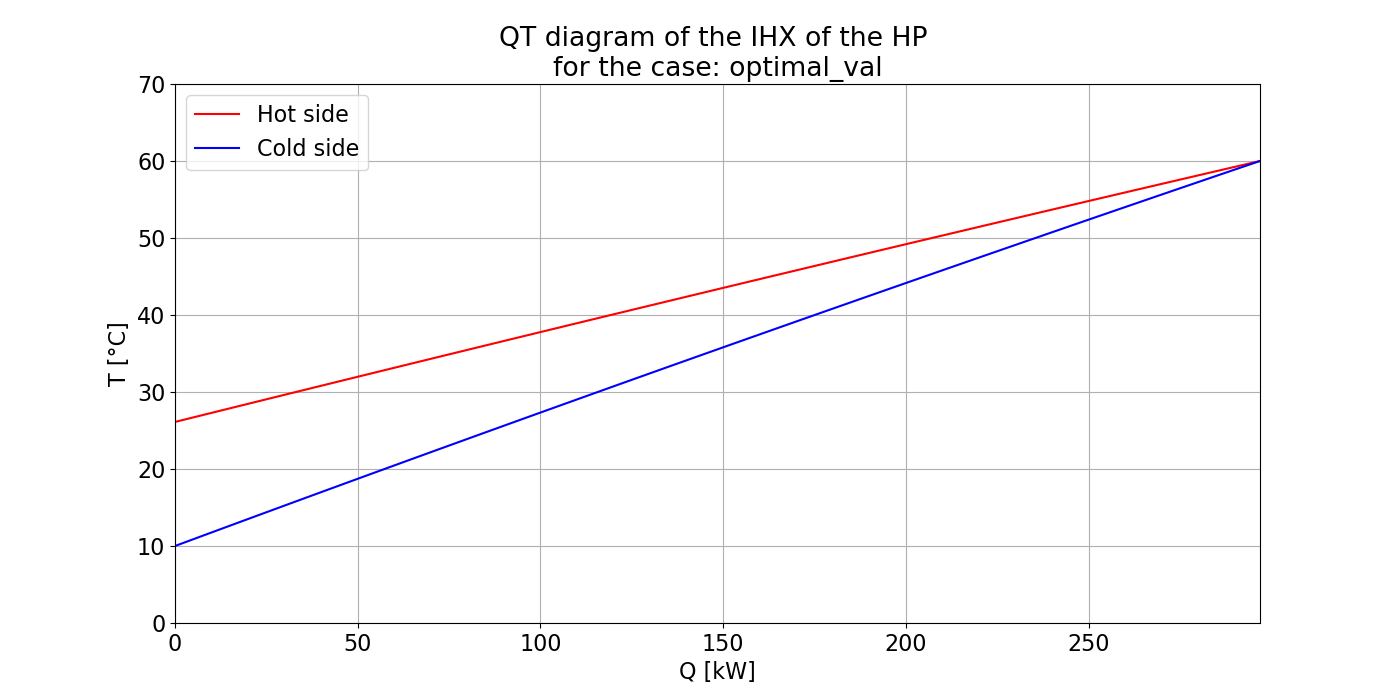 QT diagram of the IHX of the HP
for the case: optimal_val
70
60
50
40
30
20
10
0
T [°C]
Hot side
Cold side
0 50 100 150 200 250
Q [kW]